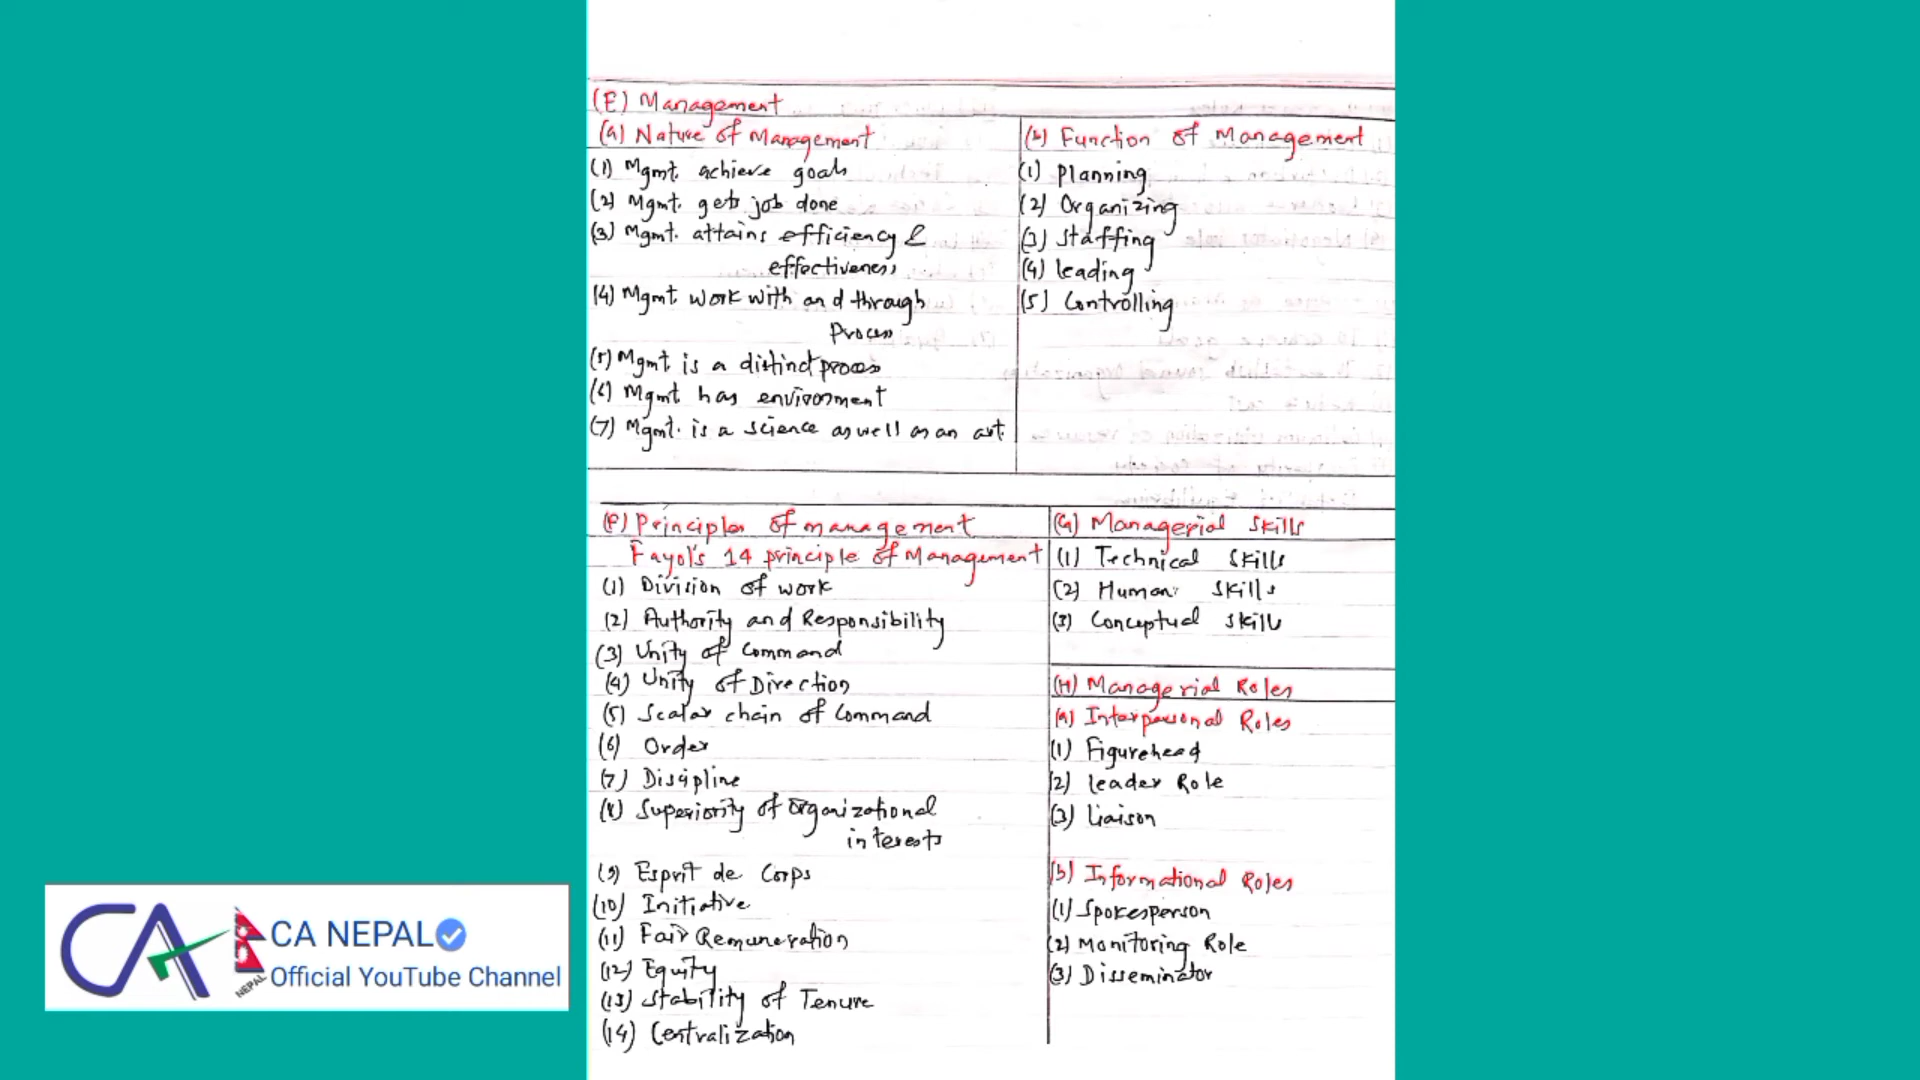 (E) Management
(a) Nature of Management
(1) Mgmt. achieve goals
(2) Mgmt. gets job done
(3) Mgmt. attains efficiency &
effectiveness
(4) Mgmt work with and through
Process
(5) Mgmt. is a distinct process
(6) Mgmt. has environment
(7) Mgmt. is a science as well as an art.
(b) Function of Management
(1) Planning
(2) Organizing
(3) Staffing
(4) leading
(5) Controlling
(F) Principles of management
Fayol's 14 principle of Management
(1) Division of work
(2) Authority and Responsibility
(3) Unity of Command
(4) Unity of Direction
(5) Scalar chain of Command
(6) Order
(7) Discipline
(8) Superiority of Organizational
interests
(9) Esprit de Corps
(10) Initiative
(11) Fair Remuneration
(12) Equity
(13) Stability of Tenure
(14) Centralization
(G) Managerial Skills
(1) Technical Skills
(2) Human Skills
(3) Conceptual Skills
(H) Managerial Roles
(a) Interpersonal Roles
(1) Figurehead
(2) leader Role
(3) Liaison
(b) Informational Roles
(1) Spokesperson
(2) Monitoring Role
(3) Disseminator
CA
NEPAL
CA NEPAL
Official YouTube Channel